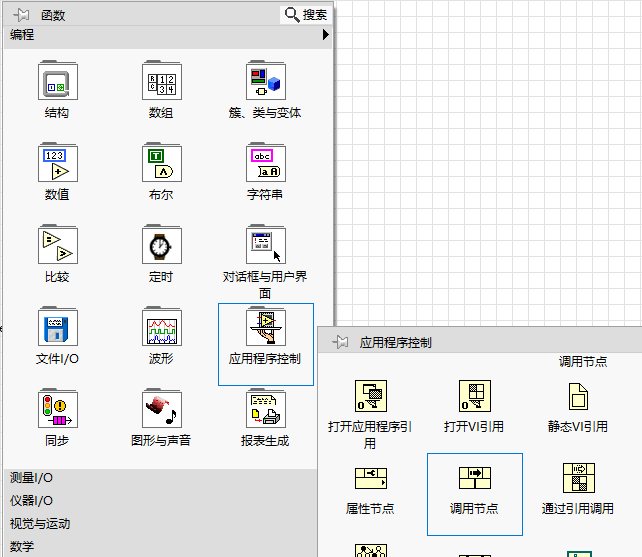 函数
搜索
编程
结构
数组
簇、类与变体
数值
布尔
字符串
比较
定时
对话框与用户界
面
文件I/O
波形
应用程序控制
同步
图形与声音
报表生成
测量I/O
仪器I/O
视觉与运动
数学
应用程序控制
调用节点
打开应用程序引
用
打开VI引用
静态VI引用
属性节点
调用节点
通过引用调用